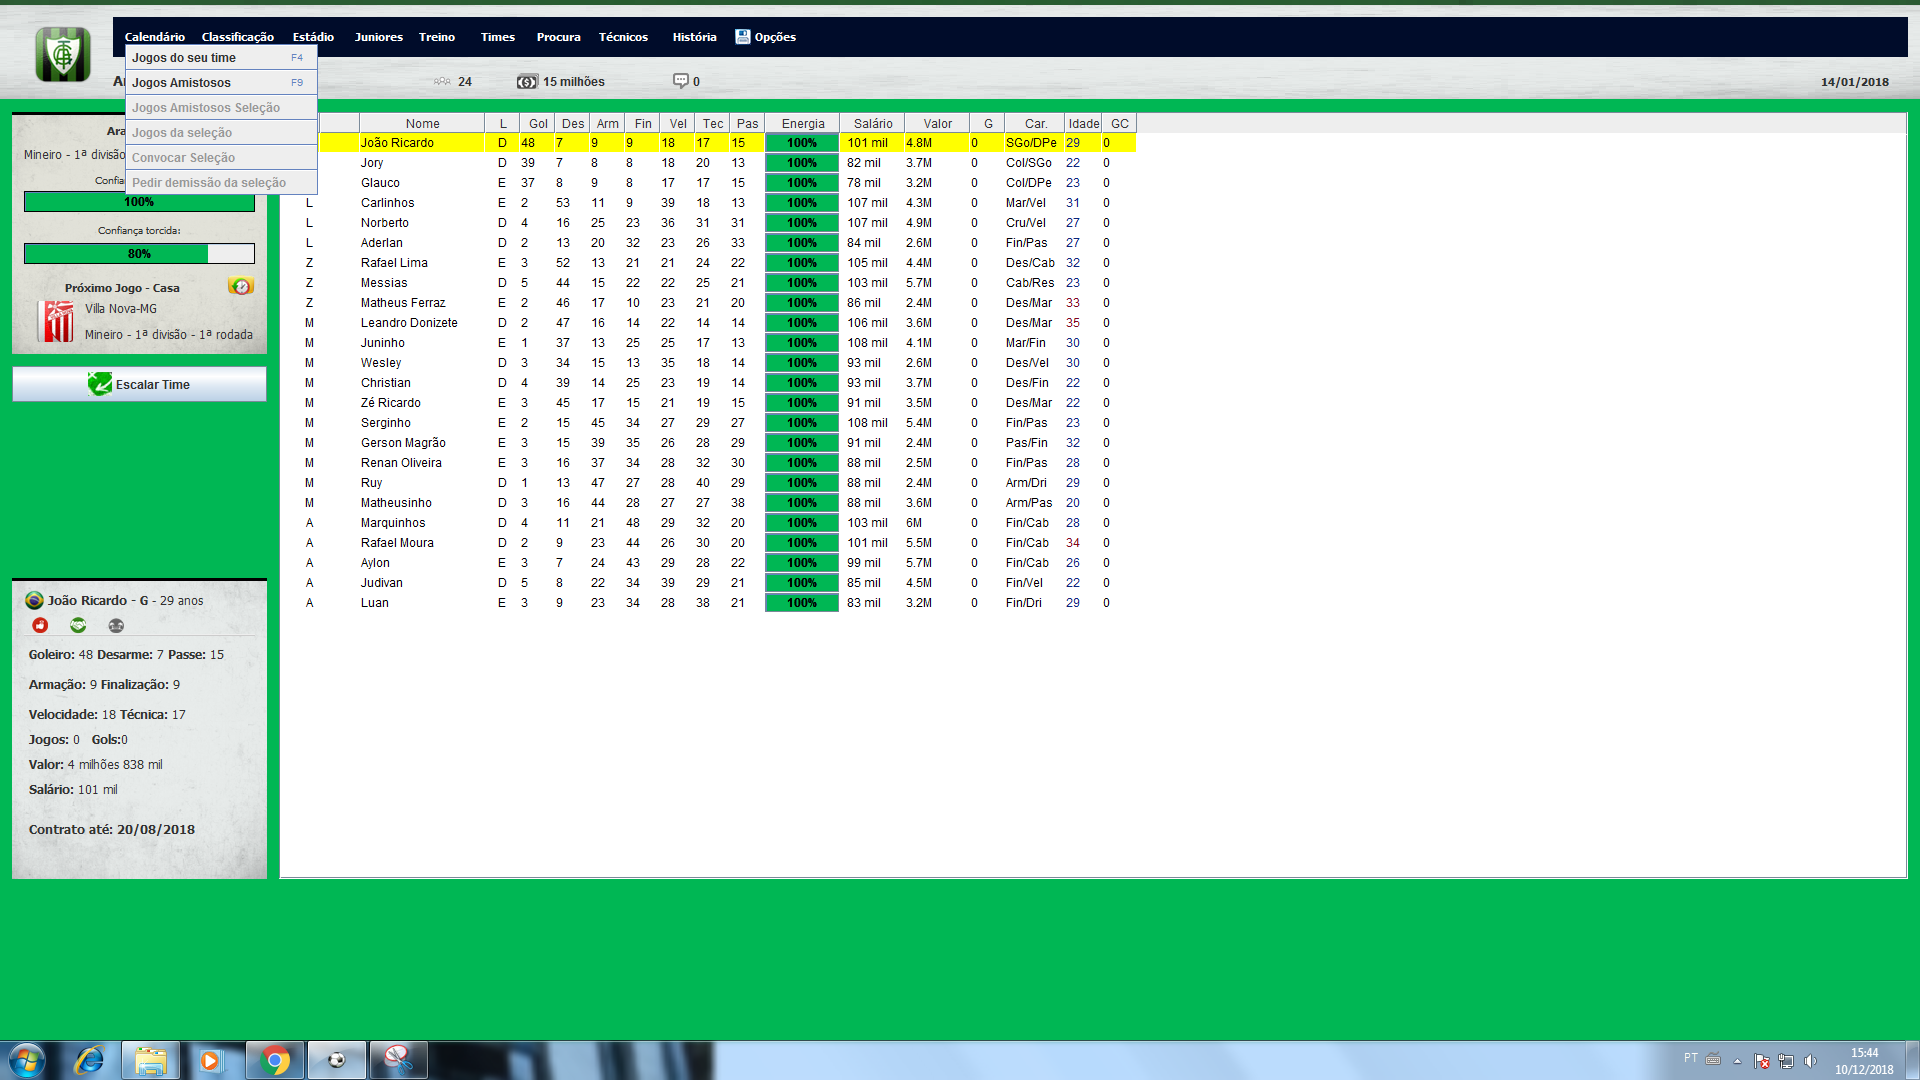 Calendário Classificação Estádio Juniores Treino Times Procura Técnicos História Opções
Jogos do seu time F4
Jogos Amistosos F9
Jogos Amistosos Seleção
Jogos da seleção
Convocar Seleção
Pedir demissão da seleção
24 15 milhões 0 14/01/2018
Mineiro - 1ª divisão
100%
Confiança torcida:
80%
Próximo Jogo - Casa
Villa Nova-MG
Mineiro - 1ª divisão - 1ª rodada
Escalar Time
Nome L Gol Des Arm Fin Vel Tec Pas Energia Salário Valor G Car. Idade GC
João Ricardo D 48 7 9 9 18 17 15 100% 101 mil 4.8M 0 SGo/DPe 29 0
Jory D 39 7 8 8 18 20 13 100% 82 mil 3.7M 0 Col/SGo 22 0
Glauco E 37 8 9 8 17 17 15 100% 78 mil 3.2M 0 Col/DPe 23 0
L Carlinhos E 2 53 11 9 39 18 13 100% 107 mil 4.3M 0 Mar/Vel 31 0
L Norberto D 4 16 25 23 36 31 31 100% 107 mil 4.9M 0 Cru/Vel 27 0
L Aderlan D 2 13 20 32 23 26 33 100% 84 mil 2.6M 0 Fin/Pas 27 0
Z Rafael Lima E 3 52 13 21 21 24 22 100% 105 mil 4.4M 0 Des/Cab 32 0
Z Messias D 5 44 15 22 22 25 21 100% 103 mil 5.7M 0 Cab/Res 23 0
Z Matheus Ferraz E 2 46 17 10 23 21 20 100% 86 mil 2.4M 0 Des/Mar 33 0
M Leandro Donizete D 2 47 16 14 22 14 14 100% 106 mil 3.6M 0 Des/Mar 35 0
M Juninho E 1 37 13 25 25 17 13 100% 108 mil 4.1M 0 Mar/Fin 30 0
M Wesley D 3 34 15 13 35 18 14 100% 93 mil 2.6M 0 Des/Vel 30 0
M Christian D 4 39 14 25 23 19 14 100% 93 mil 3.7M 0 Des/Fin 22 0
M Zé Ricardo E 3 45 17 15 21 19 15 100% 91 mil 3.5M 0 Des/Mar 22 0
M Serginho E 2 15 45 34 27 29 27 100% 108 mil 5.4M 0 Fin/Pas 23 0
M Gerson Magrão E 3 15 39 35 26 28 29 100% 91 mil 2.4M 0 Pas/Fin 32 0
M Renan Oliveira E 3 16 37 34 28 32 30 100% 88 mil 2.5M 0 Fin/Pas 28 0
M Ruy D 1 13 47 27 28 40 29 100% 88 mil 2.4M 0 Arm/Dri 29 0
M Matheusinho D 3 16 44 28 27 27 38 100% 88 mil 3.6M 0 Arm/Pas 20 0
A Marquinhos D 4 11 21 48 29 32 20 100% 103 mil 6M 0 Fin/Cab 28 0
A Rafael Moura D 2 9 23 44 26 30 20 100% 101 mil 5.5M 0 Fin/Cab 34 0
A Aylon E 3 7 24 43 29 28 22 100% 99 mil 5.7M 0 Fin/Cab 26 0
A Judivan D 5 8 22 34 39 29 21 100% 85 mil 4.5M 0 Fin/Vel 22 0
A Luan E 3 9 23 34 28 38 21 100% 83 mil 3.2M 0 Fin/Dri 29 0
João Ricardo - G - 29 anos
Goleiro: 48 Desarme: 7 Passe: 15
Armação: 9 Finalização: 9
Velocidade: 18 Técnica: 17
Jogos: 0 Gols:0
Valor: 4 milhões 838 mil
Salário: 101 mil
Contrato até: 20/08/2018
PT 15:44
10/12/2018